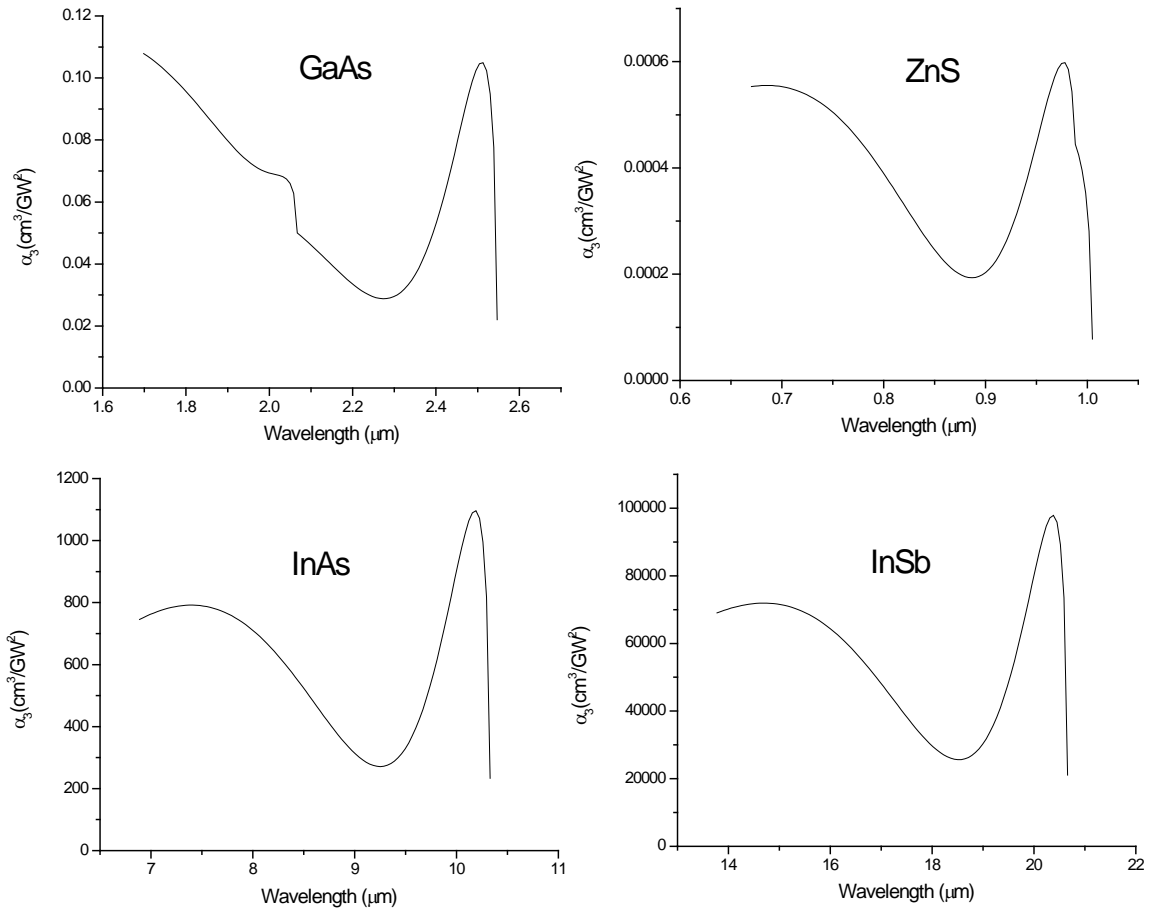 GaAs
0.12
0.10
0.08
0.06
0.04
0.02
0.00
α3(cm³/GW²)
1.6 1.8 2.0 2.2 2.4 2.6
Wavelength (μm)
ZnS
0.0006
0.0004
0.0002
0.0000
α3(cm³/GW²)
0.6 0.7 0.8 0.9 1.0
Wavelength (μm)
InAs
1200
1000
800
600
400
200
0
α3(cm³/GW²)
7 8 9 10 11
Wavelength (μm)
InSb
100000
80000
60000
40000
20000
0
α3(cm³/GW²)
14 16 18 20 22
Wavelength (μm)